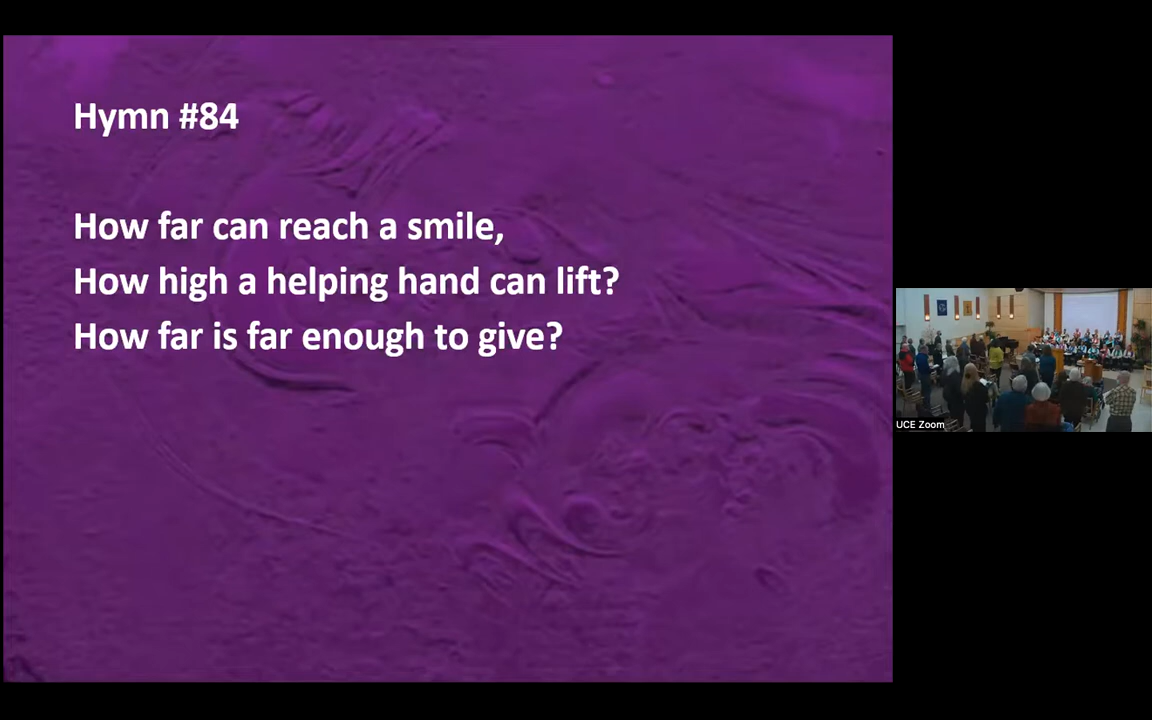 Hymn #84
How far can reach a smile,
How high a helping hand can lift?
How far is far enough to give?
UCE Zoom